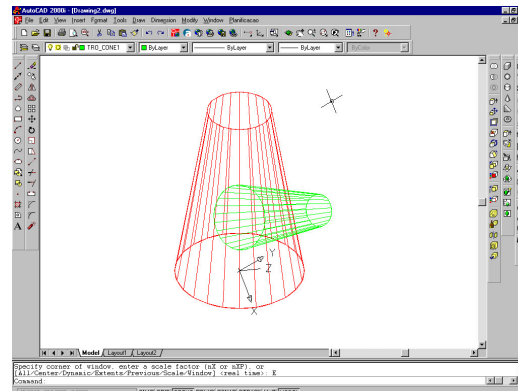 AutoCAD 2000i - [Drawing2.dwg]
File Edit View Insert Format Tools Draw Dimension Modify Window Planificacao
TRO_CONE1 ByLayer ByLayer ByLayer ByColor
Y
Z
X
Model Layout1 Layout2
Specify corner of window, enter a scale factor (nX or nXP), or
[All/Center/Dynamic/Extents/Previous/Scale/Window] <real time>: E
Command: